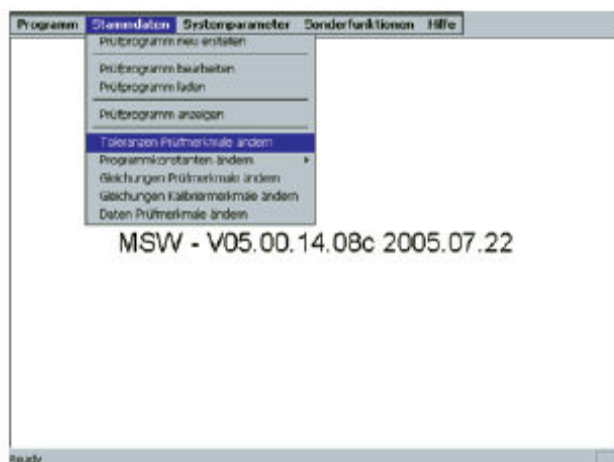 Programm Stammdaten Systemparameter Sonderfunktionen Hilfe
Prüfprogramm neu erstellen
Prüfprogramm bearbeiten
Prüfprogramm laden
Prüfprogramm anzeigen
Toleranzen Prüfmerkmale ändern
Programmkonstanten ändern
Gleichungen Prüfmerkmale ändern
Gleichungen Kalibriermerkmale ändern
Daten Prüfmerkmale ändern
MSW - V05.00.14.08c 2005.07.22
Ready